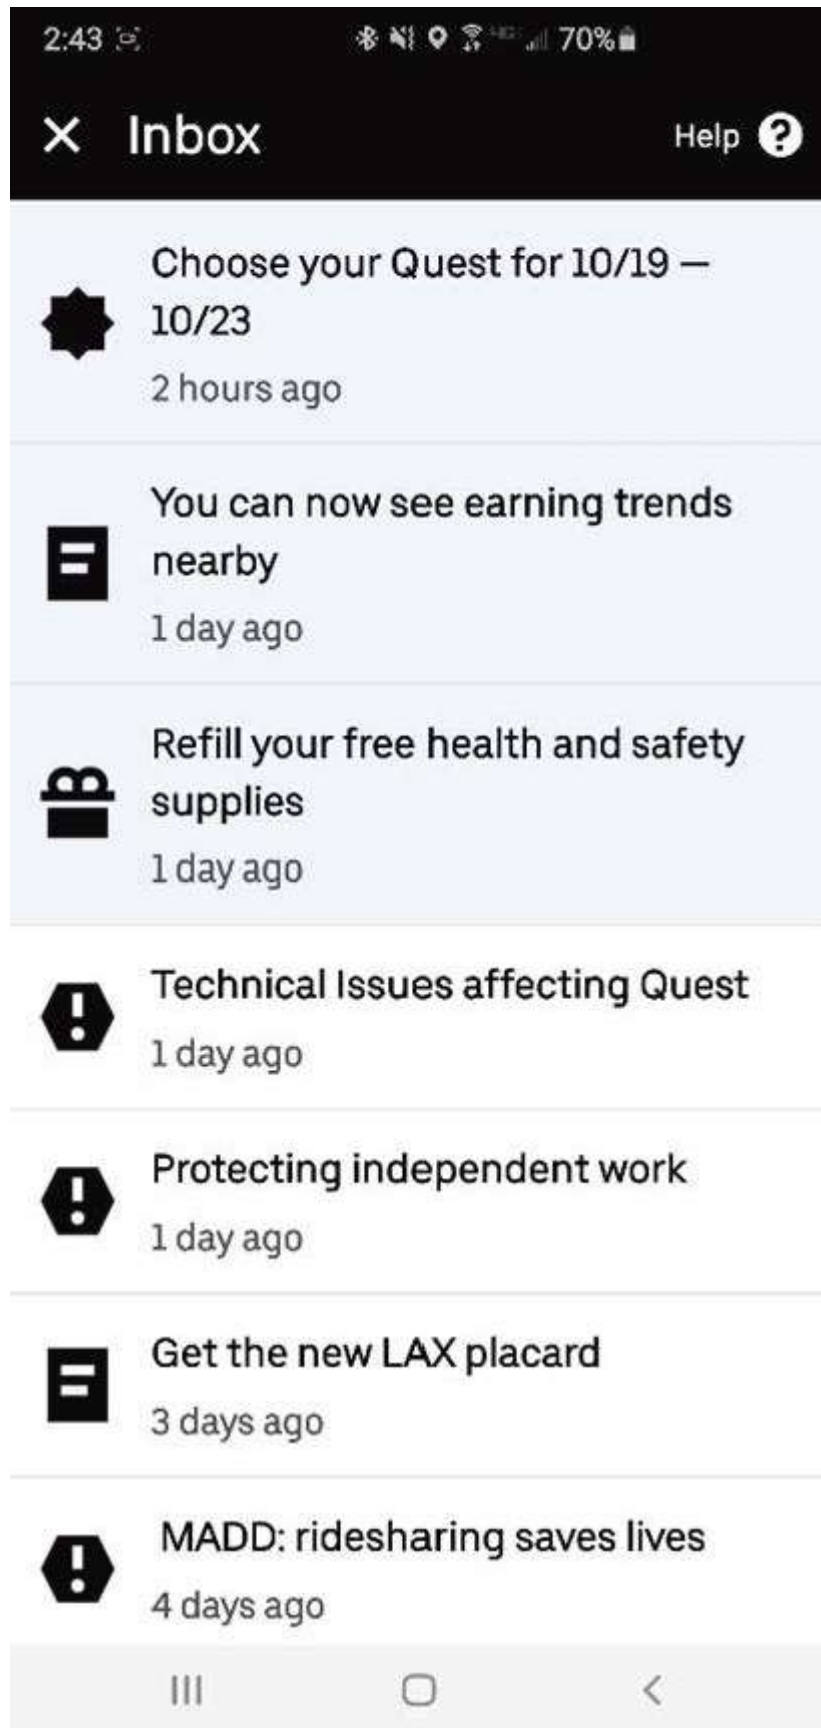 2:43 70%
Inbox Help ?
Choose your Quest for 10/19 —
10/23
2 hours ago
You can now see earning trends
nearby
1 day ago
Refill your free health and safety
supplies
1 day ago
Technical Issues affecting Quest
1 day ago
Protecting independent work
1 day ago
Get the new LAX placard
3 days ago
MADD: ridesharing saves lives
4 days ago